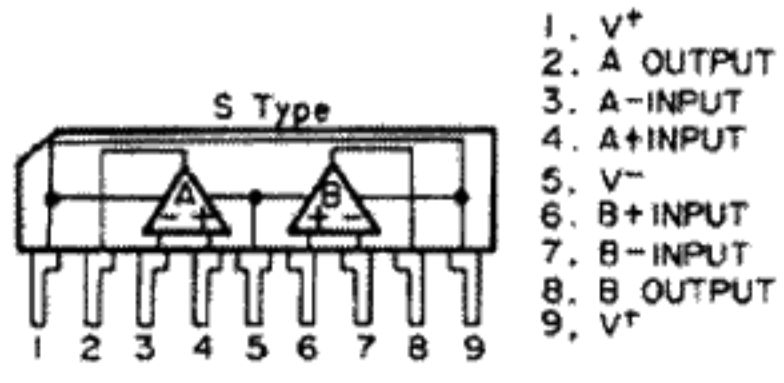 S Type
A
B
- +
+ -
1 2 3 4 5 6 7 8 9
1. V+
2. A OUTPUT
3. A-INPUT
4. A+INPUT
5. V-
6. B+INPUT
7. B-INPUT
8. B OUTPUT
9. V+